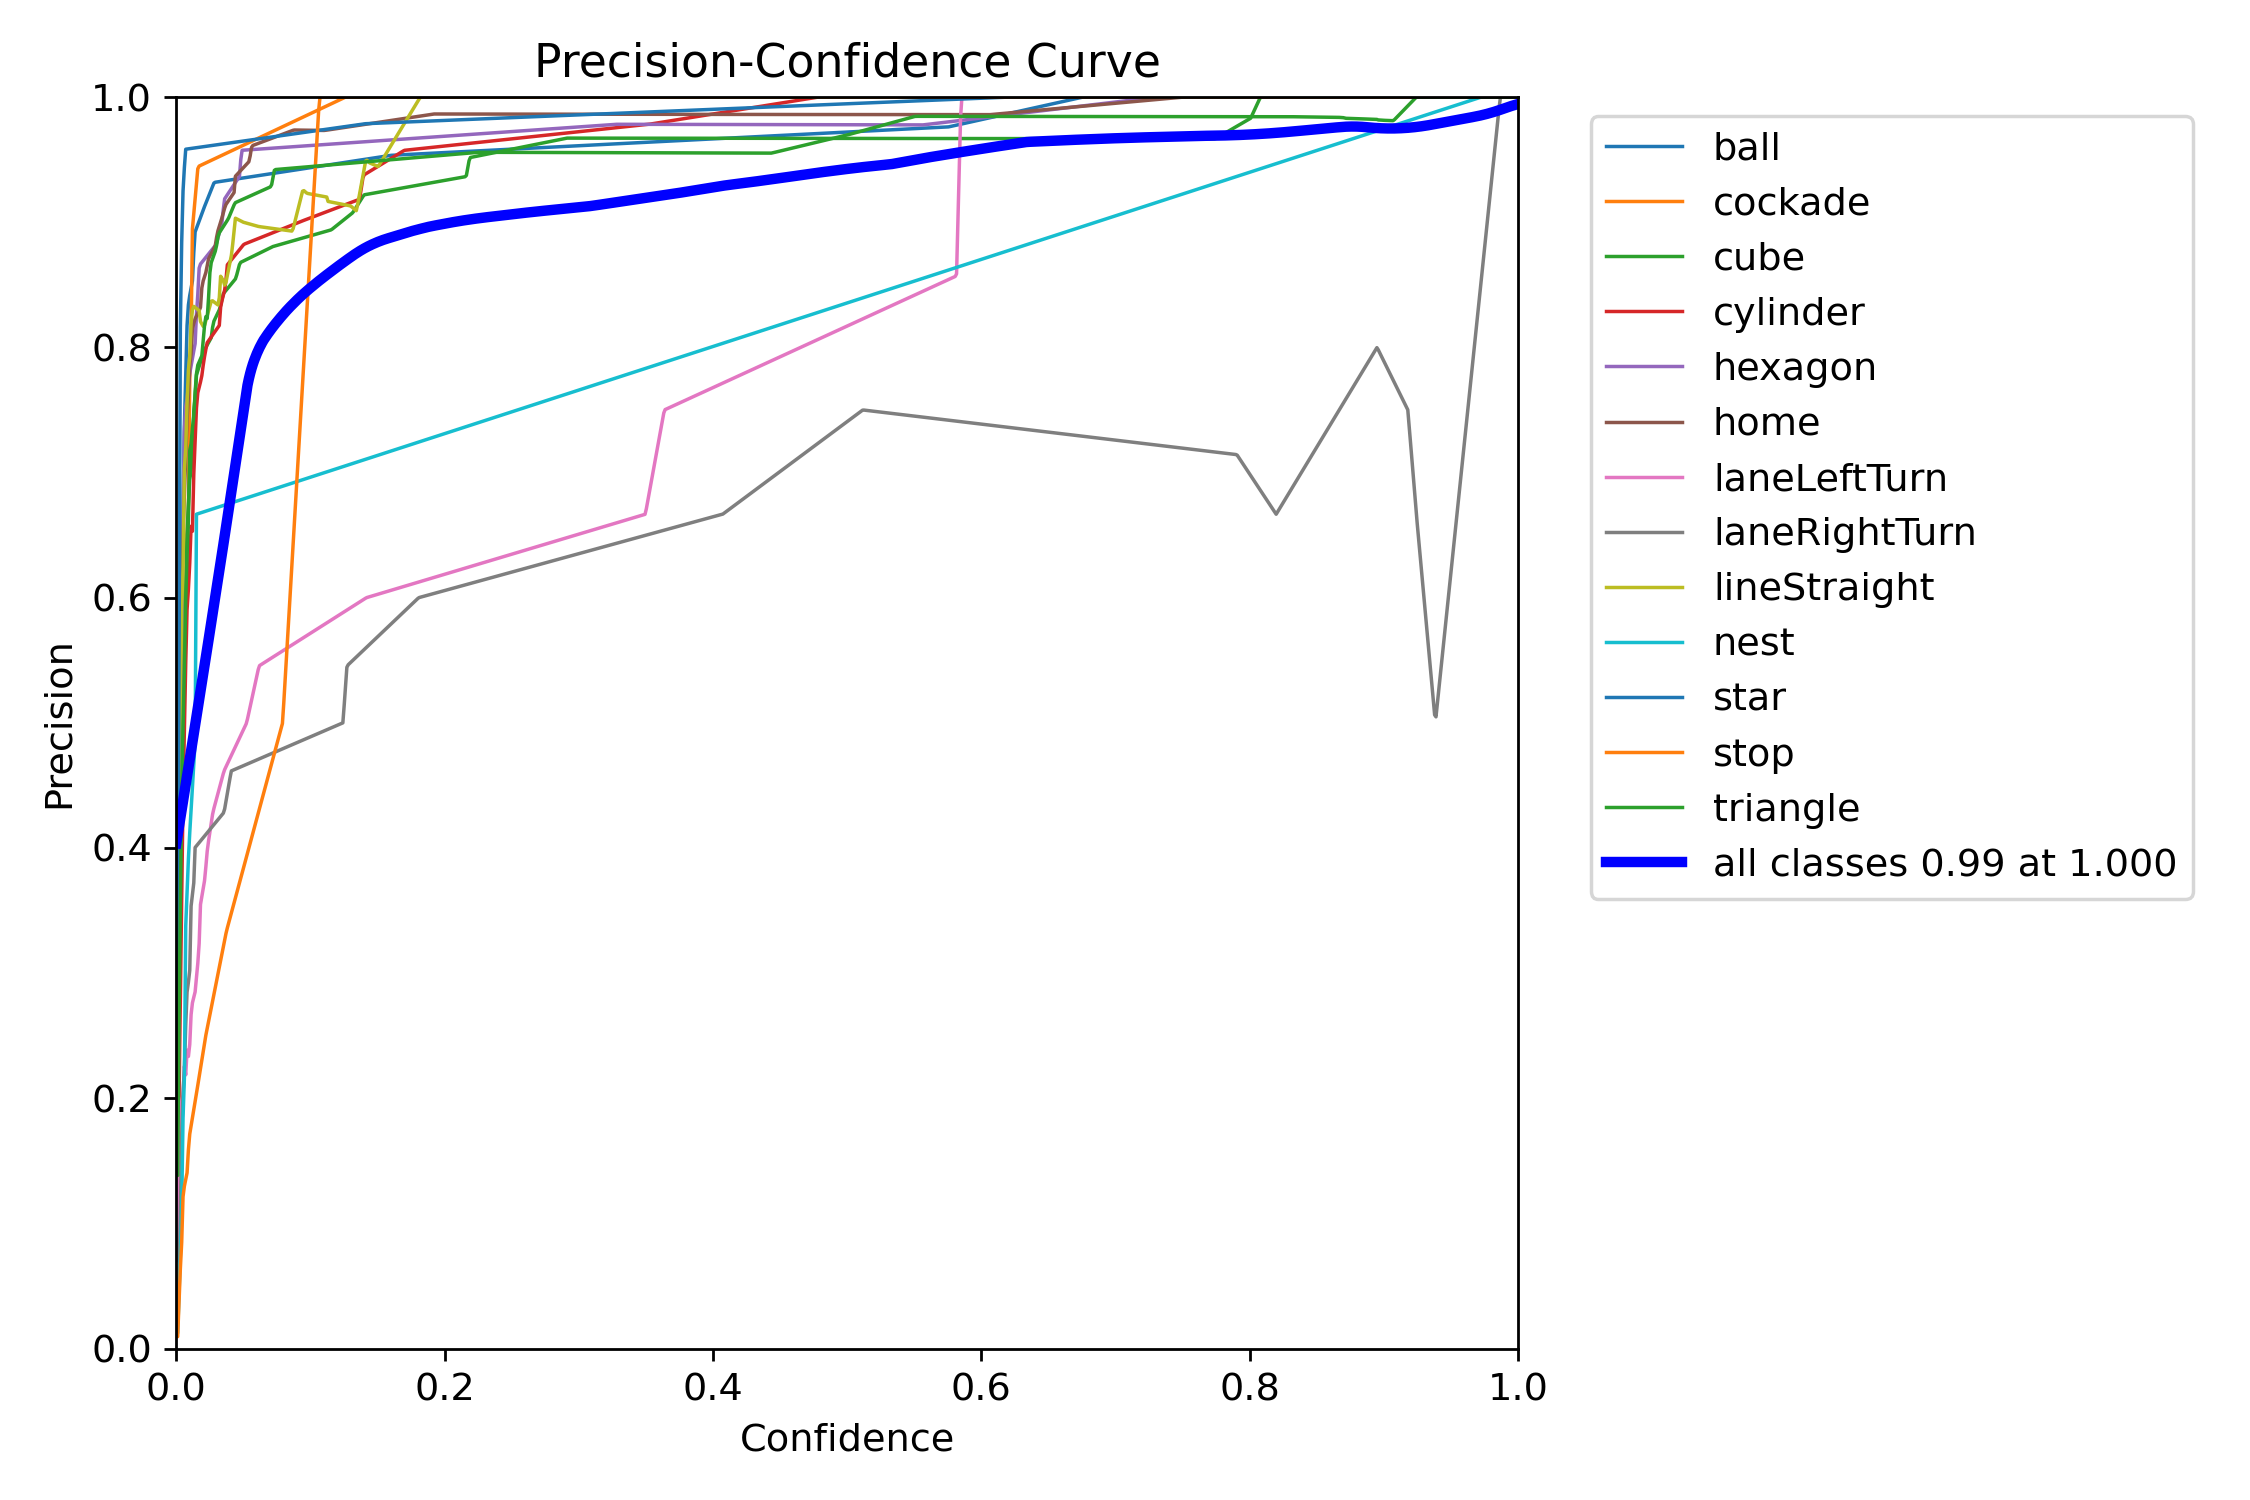 Precision-Confidence Curve
1.0
0.8
0.6
0.4
0.2
0.0
Precision
0.0 0.2 0.4 0.6 0.8 1.0
Confidence
ball
cockade
cube
cylinder
hexagon
home
laneLeftTurn
laneRightTurn
lineStraight
nest
star
stop
triangle
all classes 0.99 at 1.000